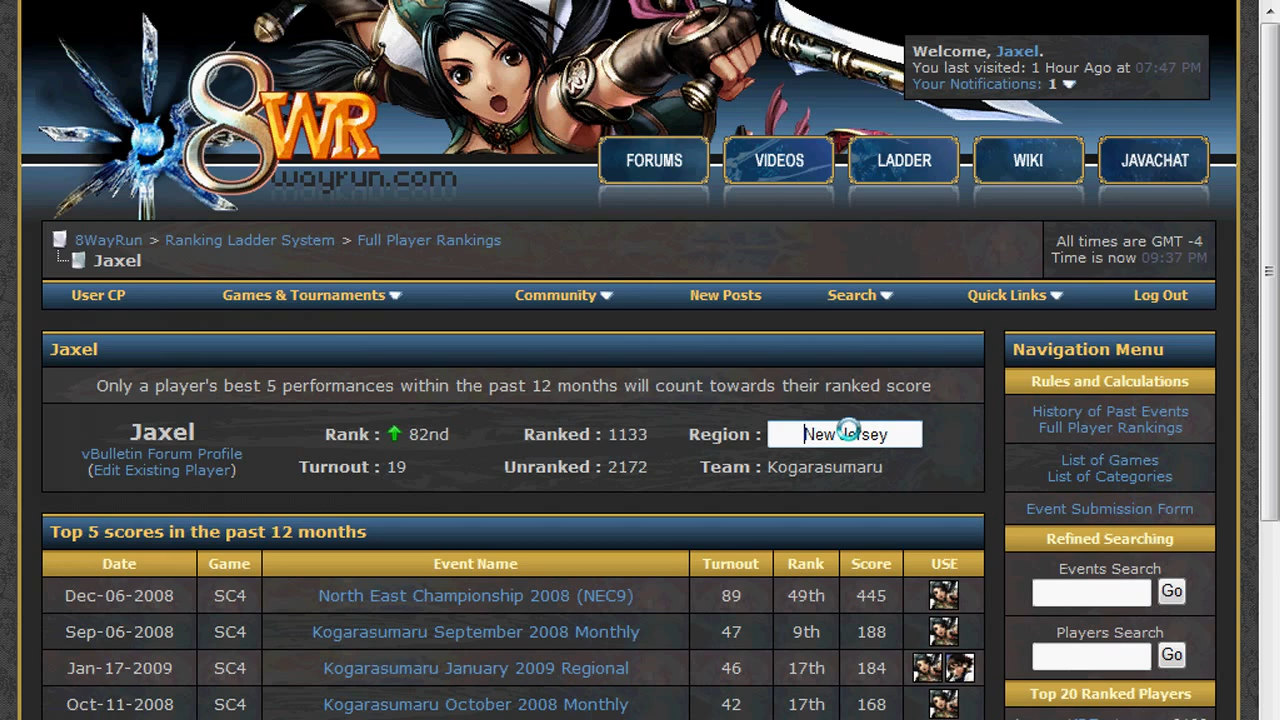 8WR
8wayrun.com
Welcome, Jaxel.
You last visited: 1 Hour Ago at 07:47 PM
Your Notifications: 1
FORUMS VIDEOS LADDER WIKI JAVACHAT
8WayRun > Ranking Ladder System > Full Player Rankings
Jaxel
All times are GMT -4
Time is now 09:37 PM
User CP Games & Tournaments Community New Posts Search Quick Links Log Out
Jaxel
Only a player's best 5 performances within the past 12 months will count towards their ranked score
Jaxel
vBulletin Forum Profile
(Edit Existing Player)
Rank : 82nd Ranked : 1133 Region : New Jersey
Turnout : 19 Unranked : 2172 Team : Kogarasumaru
Top 5 scores in the past 12 months
Date Game Event Name Turnout Rank Score USE
Dec-06-2008 SC4 North East Championship 2008 (NEC9) 89 49th 445
Sep-06-2008 SC4 Kogarasumaru September 2008 Monthly 47 9th 188
Jan-17-2009 SC4 Kogarasumaru January 2009 Regional 46 17th 184
Oct-11-2008 SC4 Kogarasumaru October 2008 Monthly 42 17th 168
Navigation Menu
Rules and Calculations
History of Past Events
Full Player Rankings
List of Games
List of Categories
Event Submission Form
Refined Searching
Events Search
Go
Players Search
Go
Top 20 Ranked Players